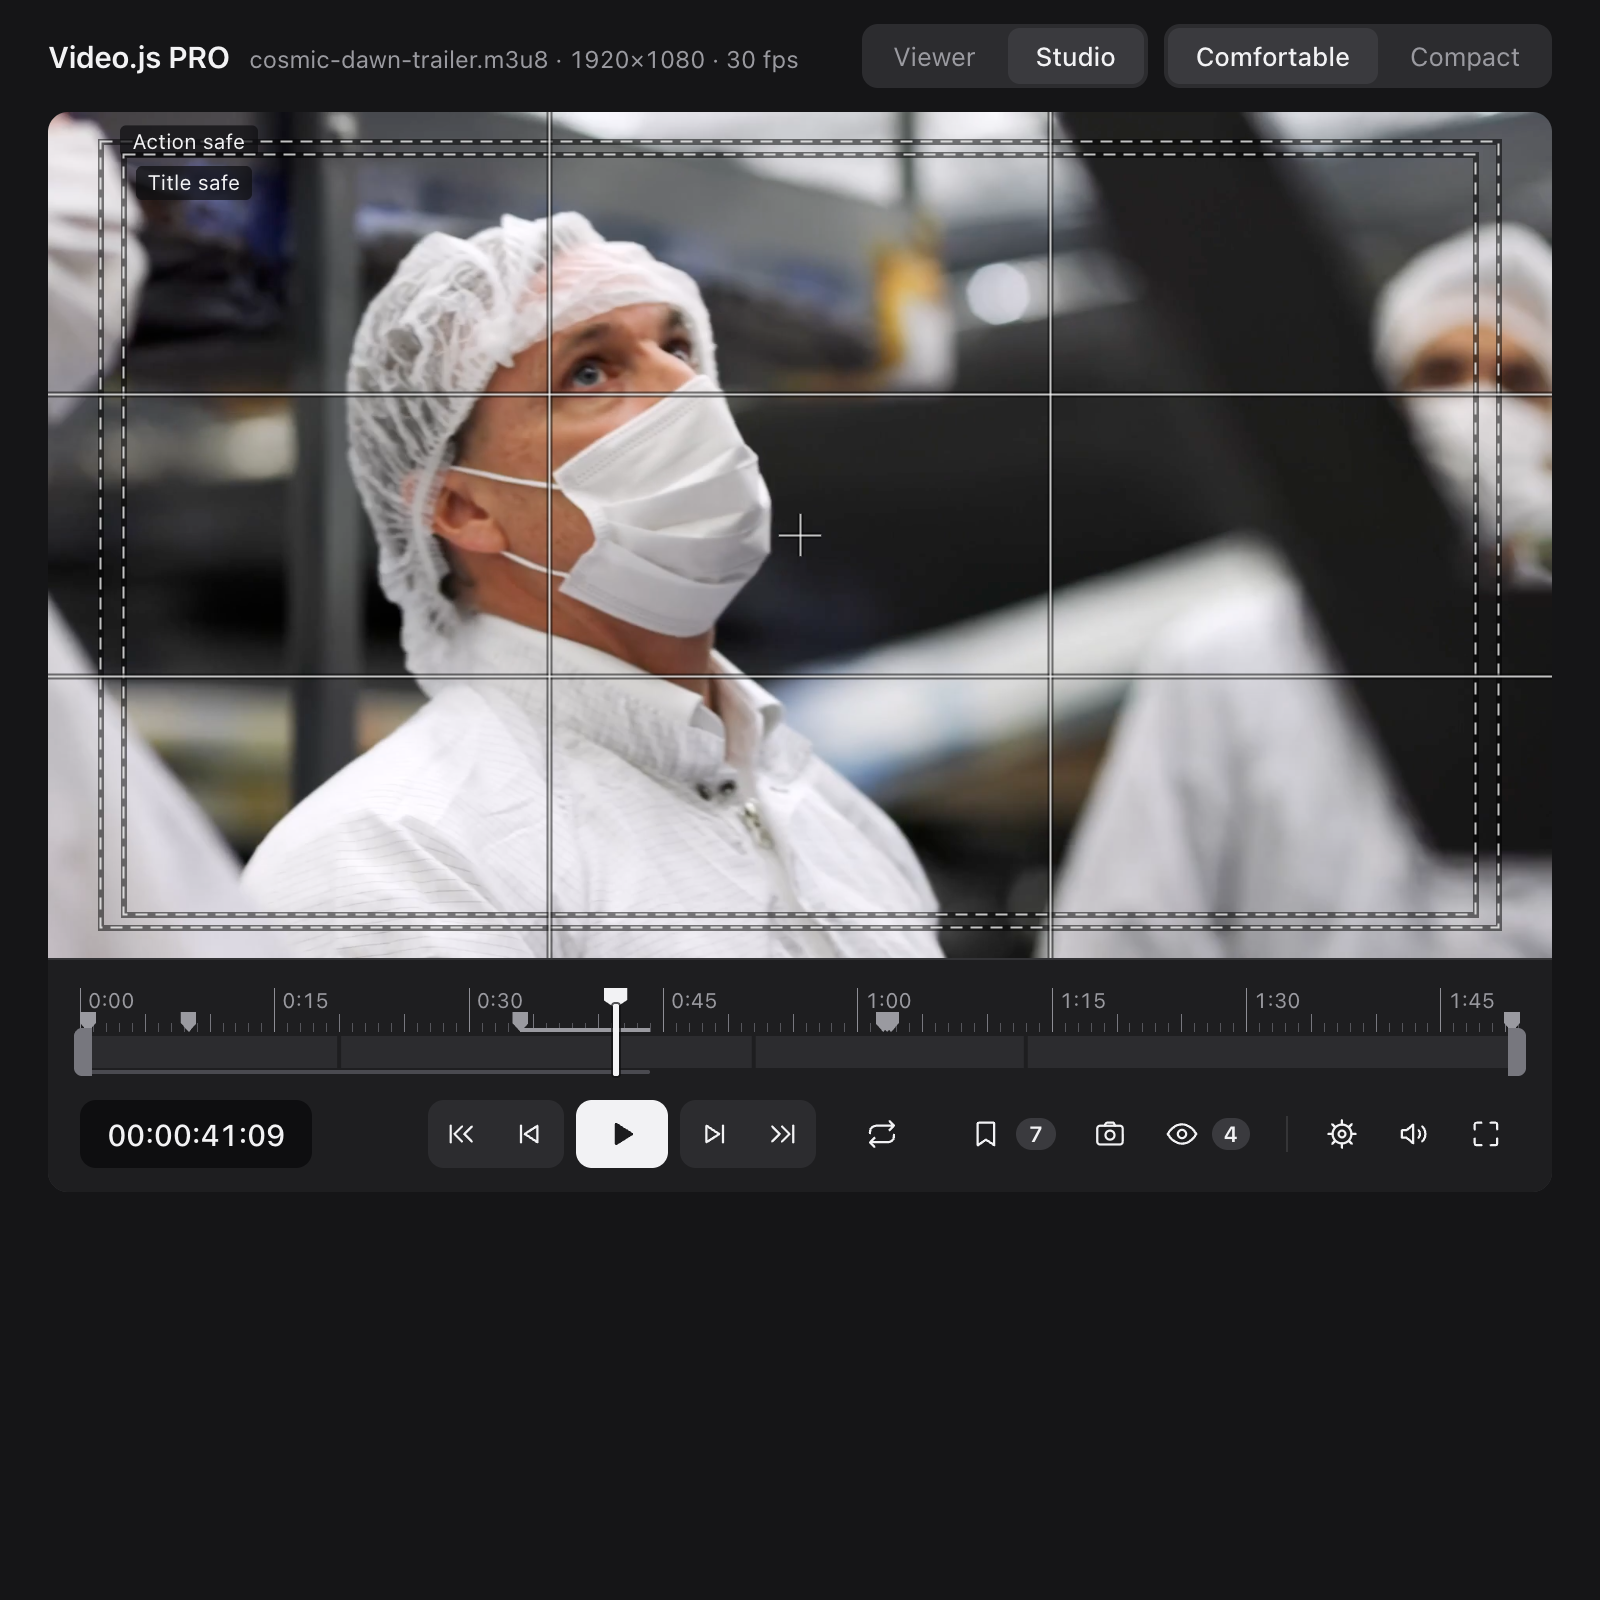 Video.js PRO cosmic-dawn-trailer.m3u8 · 1920×1080 · 30 fps Viewer Studio Comfortable Compact
Action safe
Title safe
0:00 0:15 0:30 0:45 1:00 1:15 1:30 1:45
00:00:41:09 7 4